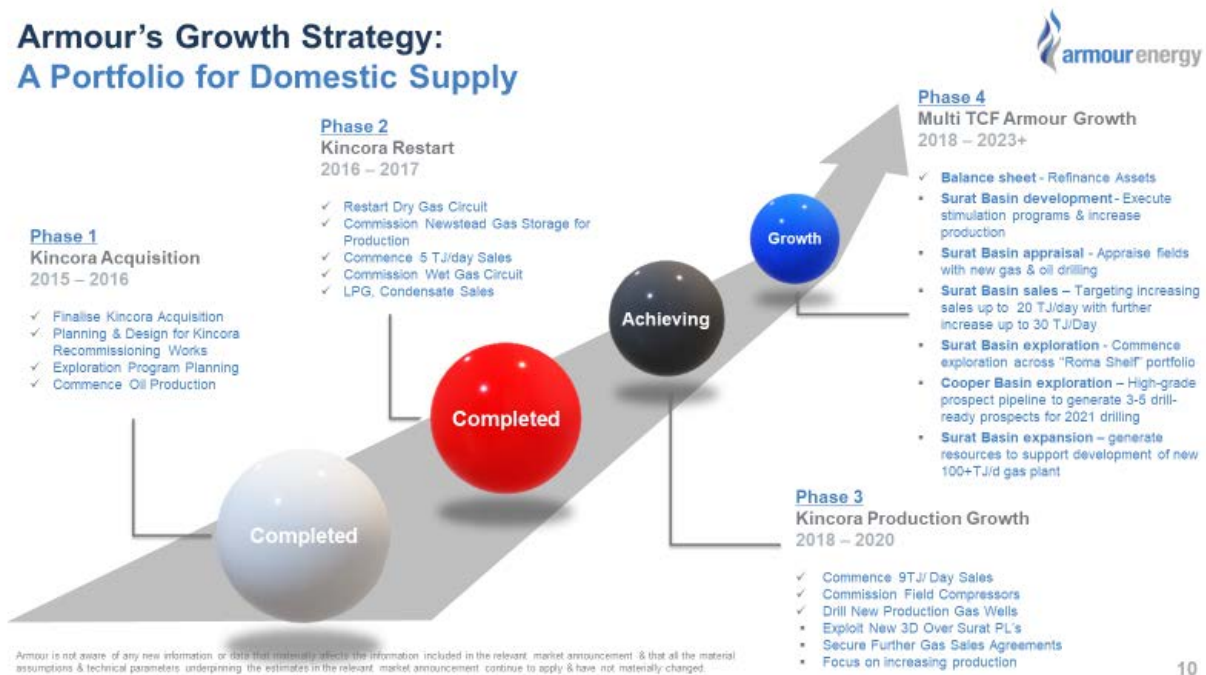 Armour's Growth Strategy:
A Portfolio for Domestic Supply
armourenergy
Phase 1
Kincora Acquisition
2015 – 2016
✓ Finalise Kincora Acquisition
✓ Planning & Design for Kincora
Recommissioning Works
✓ Exploration Program Planning
✓ Commence Oil Production
Completed
Phase 2
Kincora Restart
2016 – 2017
✓ Restart Dry Gas Circuit
✓ Commission Newstead Gas Storage for
Production
✓ Commence 5 TJ/day Sales
✓ Commission Wet Gas Circuit
✓ LPG, Condensate Sales
Completed
Achieving
Phase 3
Kincora Production Growth
2018 – 2020
✓ Commence 9TJ/ Day Sales
✓ Commission Field Compressors
✓ Drill New Production Gas Wells
▪ Exploit New 3D Over Surat PL's
▪ Secure Further Gas Sales Agreements
▪ Focus on increasing production
Growth
Phase 4
Multi TCF Armour Growth
2018 – 2023+
✓ Balance sheet - Refinance Assets
▪ Surat Basin development - Execute
stimulation programs & increase
production
▪ Surat Basin appraisal - Appraise fields
with new gas & oil drilling
▪ Surat Basin sales – Targeting increasing
sales up to 20 TJ/day with further
increase up to 30 TJ/Day
▪ Surat Basin exploration - Commence
exploration across "Roma Shelf" portfolio
▪ Cooper Basin exploration – High-grade
prospect pipeline to generate 3-5 drill-
ready prospects for 2021 drilling
▪ Surat Basin expansion – generate
resources to support development of new
100+TJ/d gas plant
Armour is not aware of any new information or data that materially affects the information included in the relevant market announcement & that all the material
assumptions & technical parameters underpinning the estimates in the relevant market announcement continue to apply & have not materially changed.
10